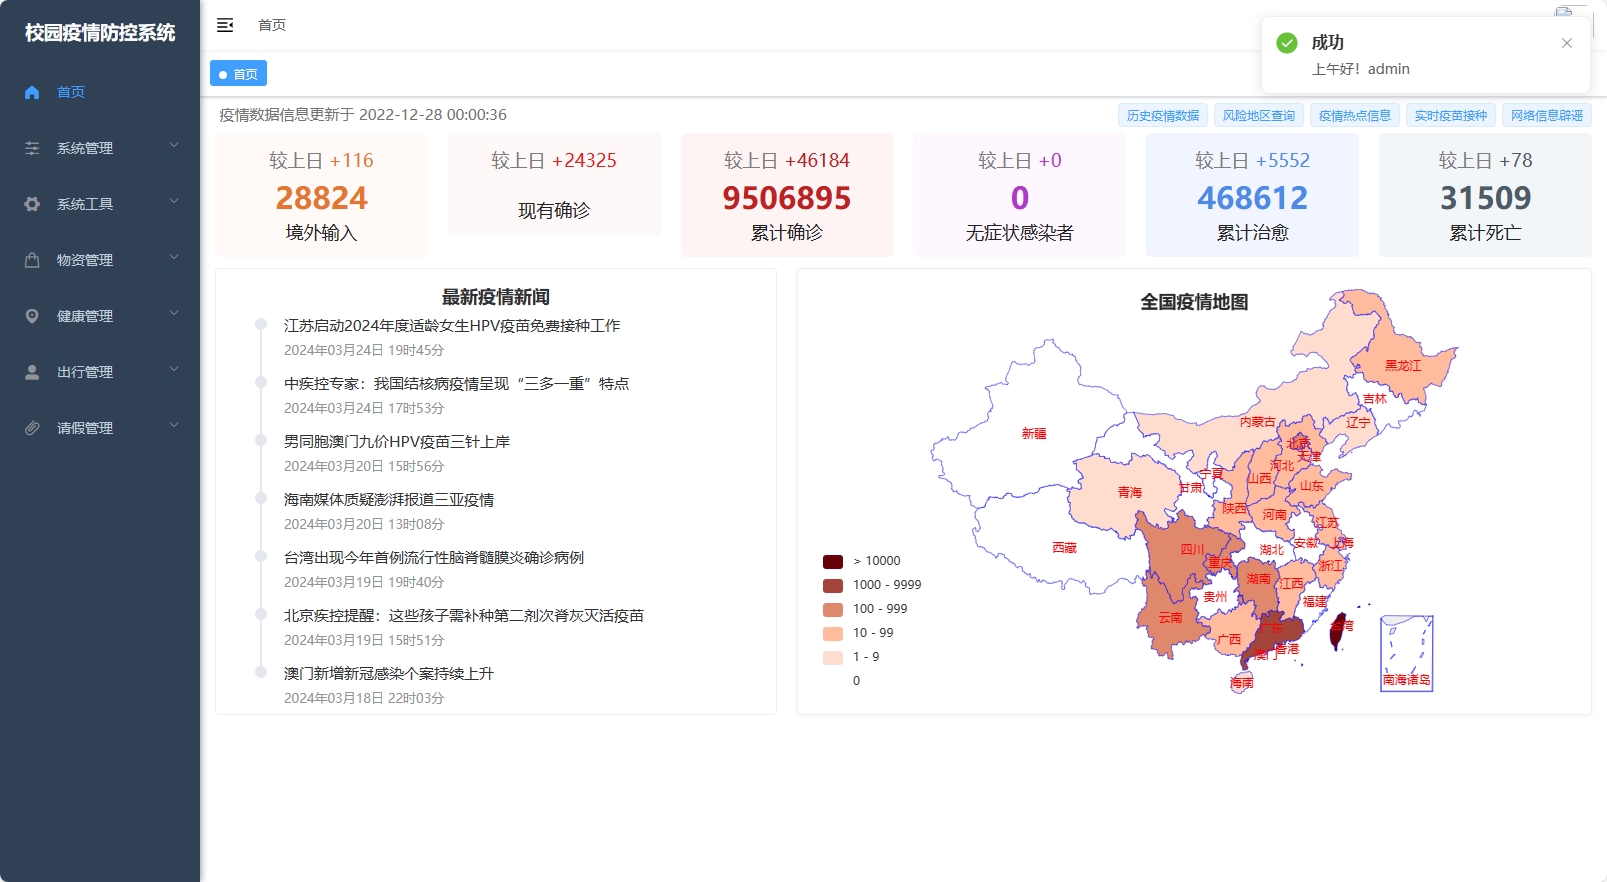 校园疫情防控系统
首页
系统管理
系统工具
物资管理
健康管理
出行管理
请假管理
首页
成功
上午好！admin
首页
疫情数据信息更新于 2022-12-28 00:00:36
历史疫情数据
风险地区查询
疫情热点信息
实时疫苗接种
网络信息辟谣
较上日 +116
28824
境外输入
较上日 +24325
现有确诊
较上日 +46184
9506895
累计确诊
较上日 +0
0
无症状感染者
较上日 +5552
468612
累计治愈
较上日 +78
31509
累计死亡
最新疫情新闻
江苏启动2024年度适龄女生HPV疫苗免费接种工作
2024年03月24日 19时45分
中疾控专家：我国结核病疫情呈现“三多一重”特点
2024年03月24日 17时53分
男同胞澳门九价HPV疫苗三针上岸
2024年03月20日 15时56分
海南媒体质疑澎湃报道三亚疫情
2024年03月20日 13时08分
台湾出现今年首例流行性脑脊髓膜炎确诊病例
2024年03月19日 19时40分
北京疾控提醒：这些孩子需补种第二剂次脊灰灭活疫苗
2024年03月19日 15时51分
澳门新增新冠感染个案持续上升
2024年03月18日 22时03分
全国疫情地图
黑龙江
吉林
辽宁
内蒙古
新疆
北京
天津
河北
宁夏
山西
山东
青海
甘肃
陕西
河南
江苏
安徽
上海
西藏
四川
湖北
重庆
浙江
湖南
江西
贵州
福建
云南
广东
台湾
广西
香港
澳门
海南
南海诸岛
> 10000
1000 - 9999
100 - 999
10 - 99
1 - 9
0